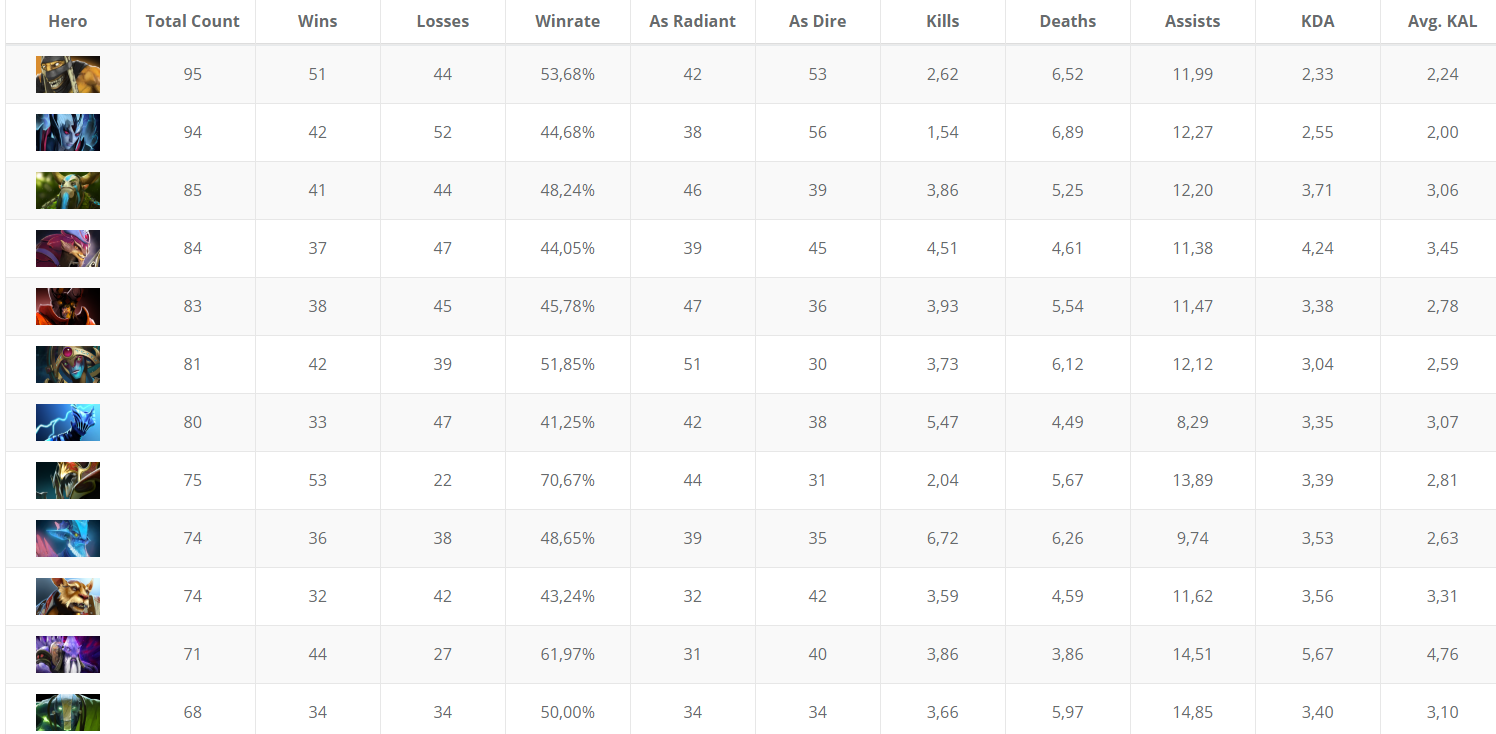 Hero Total Count Wins Losses Winrate As Radiant As Dire Kills Deaths Assists KDA Avg. KAL
95 51 44 53,68% 42 53 2,62 6,52 11,99 2,33 2,24
94 42 52 44,68% 38 56 1,54 6,89 12,27 2,55 2,00
85 41 44 48,24% 46 39 3,86 5,25 12,20 3,71 3,06
84 37 47 44,05% 39 45 4,51 4,61 11,38 4,24 3,45
83 38 45 45,78% 47 36 3,93 5,54 11,47 3,38 2,78
81 42 39 51,85% 51 30 3,73 6,12 12,12 3,04 2,59
80 33 47 41,25% 42 38 5,47 4,49 8,29 3,35 3,07
75 53 22 70,67% 44 31 2,04 5,67 13,89 3,39 2,81
74 36 38 48,65% 39 35 6,72 6,26 9,74 3,53 2,63
74 32 42 43,24% 32 42 3,59 4,59 11,62 3,56 3,31
71 44 27 61,97% 31 40 3,86 3,86 14,51 5,67 4,76
68 34 34 50,00% 34 34 3,66 5,97 14,85 3,40 3,10